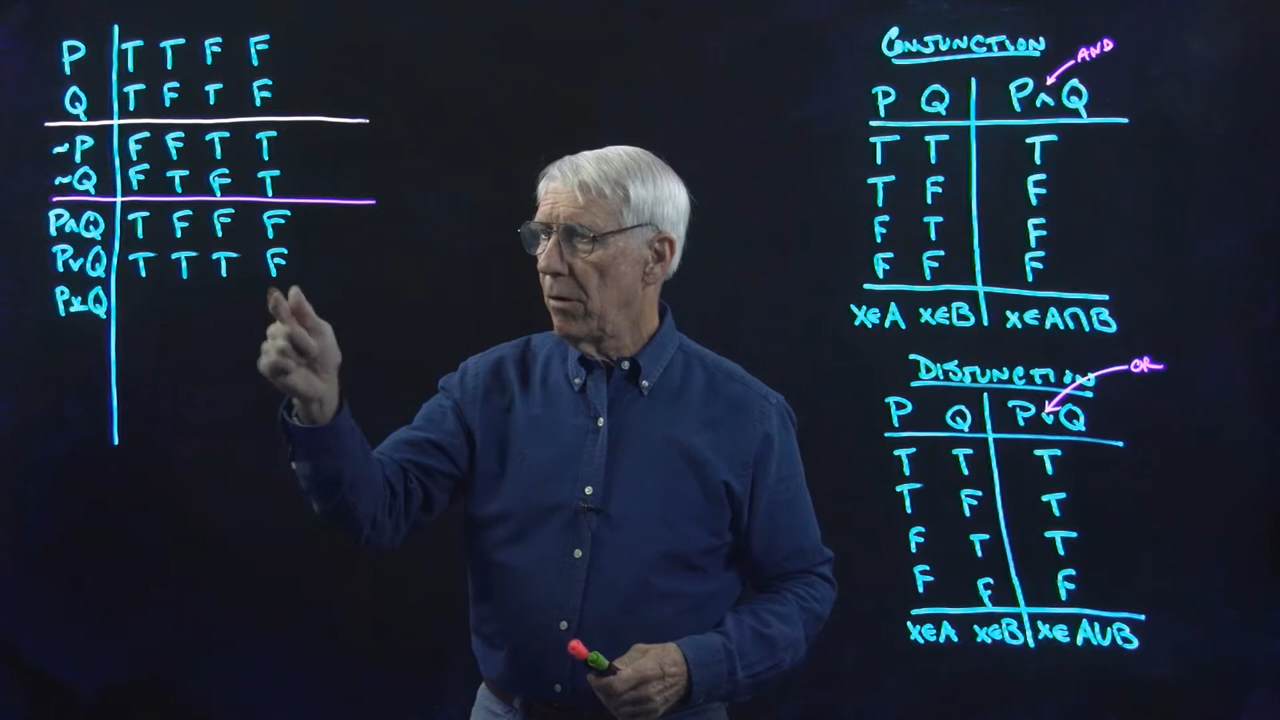 P T T F F
Q T F T F
~P F F T T
~Q F T F T
P∧Q T F F F
P∨Q T T T F
P⊻Q
CONJUNCTION
AND
P Q P∧Q
T T T
T F F
F T F
F F F
x∈A x∈B x∈A∩B
DISJUNCTION
OR
P Q P∨Q
T T T
T F T
F T T
F F F
x∈A x∈B x∈A∪B